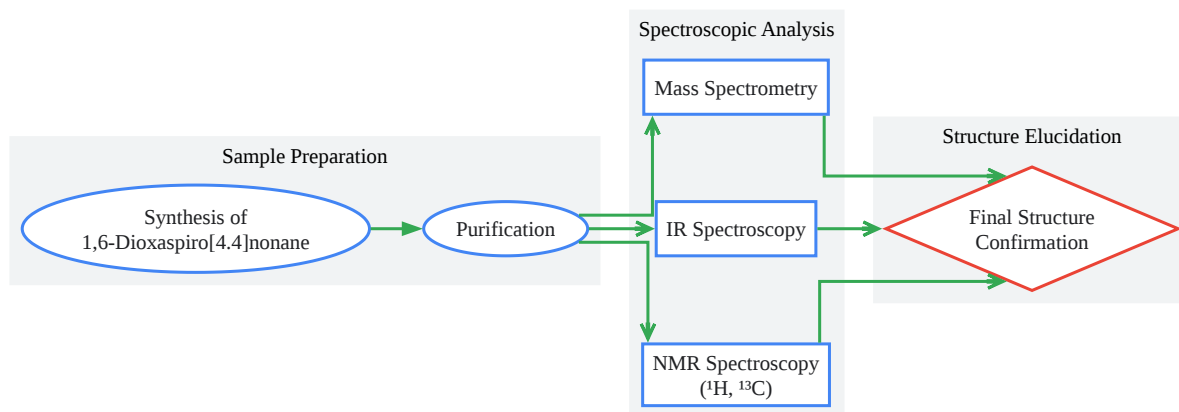 Sample Preparation
Synthesis of
1,6-Dioxaspiro[4.4]nonane
Purification
Spectroscopic Analysis
Mass Spectrometry
IR Spectroscopy
NMR Spectroscopy
(¹H, ¹³C)
Structure Elucidation
Final Structure
Confirmation